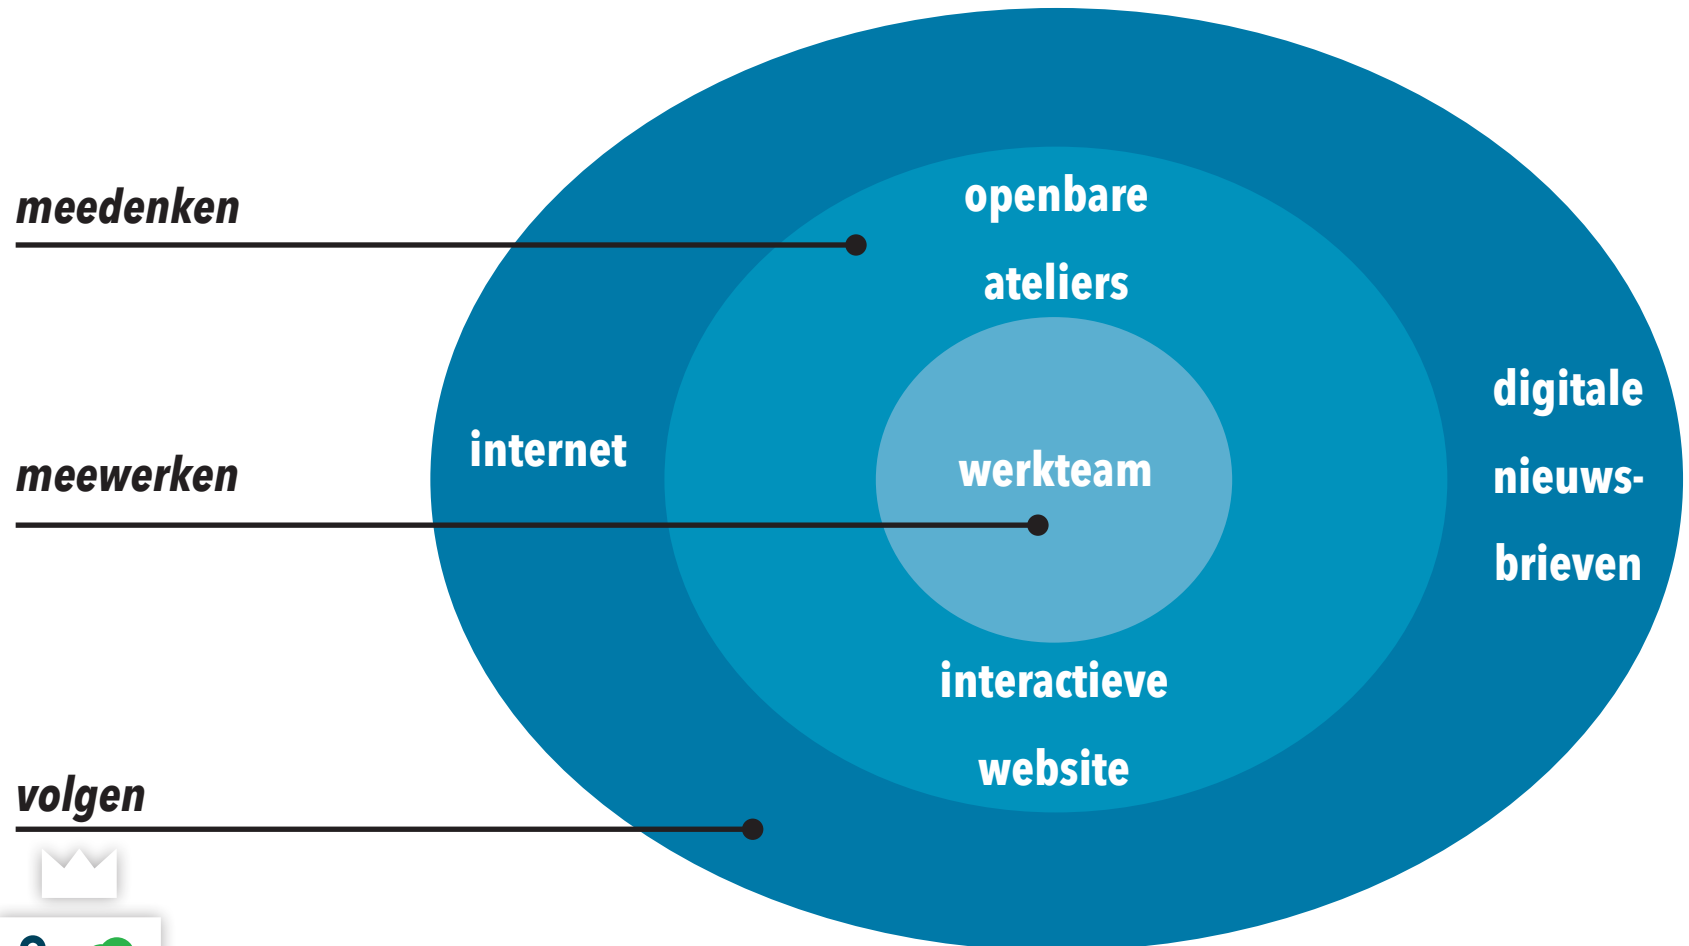 meedenken
meewerken
volgen
openbare
ateliers
internet
werkteam
digitale
nieuws-
brieven
interactieve
website